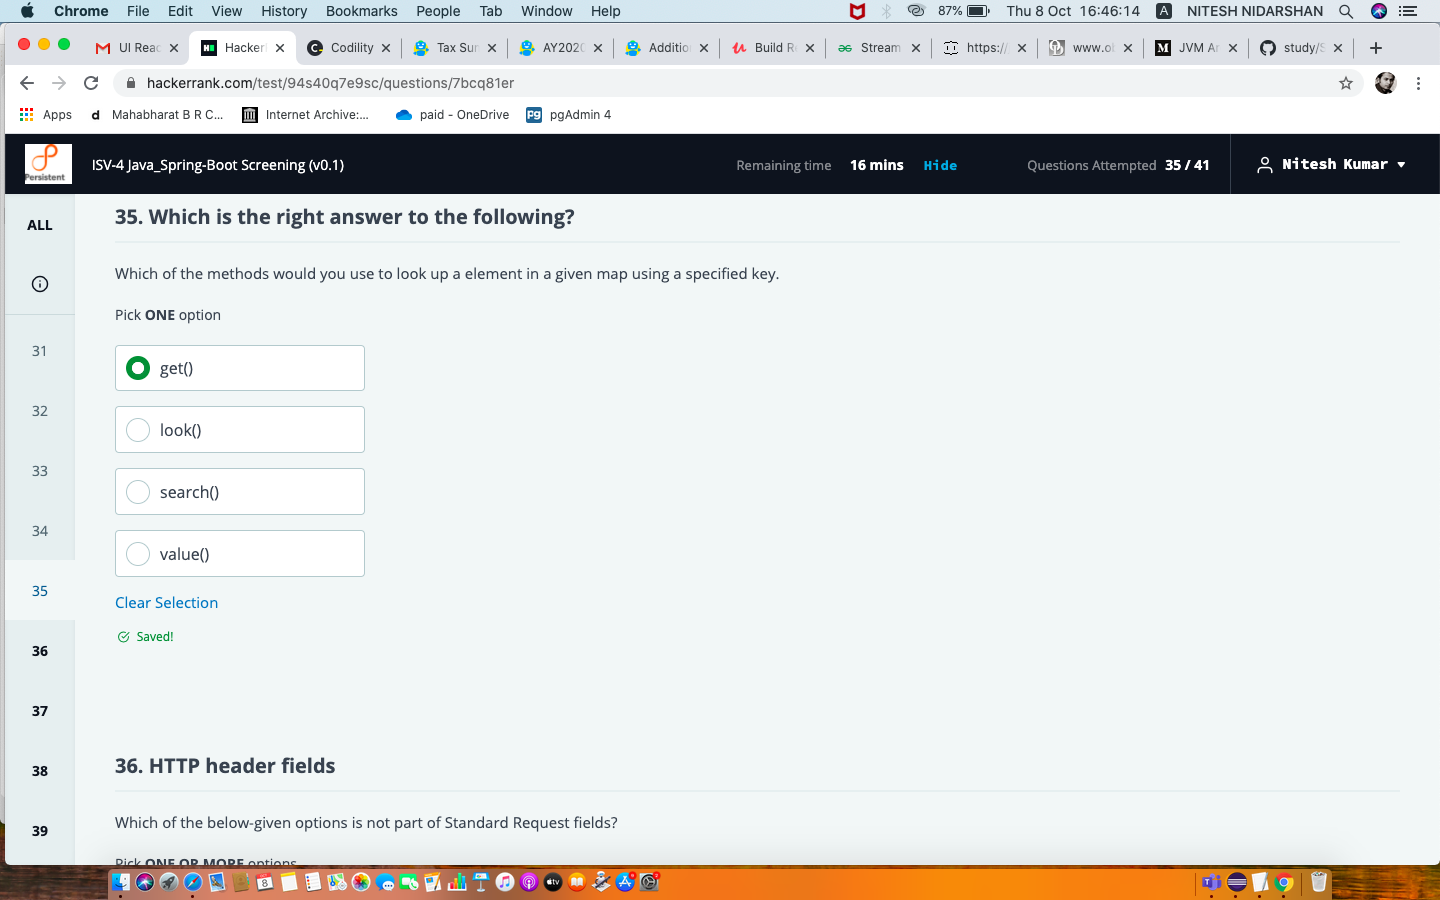 Chrome File Edit View History Bookmarks People Tab Window Help 87% Thu 8 Oct 16:46:14 A NITESH NIDARSHAN
UI Reac Hacker Codility Tax Sur AY202 Additio Build R Stream https:// www.ol JVM Ar study/S
hackerrank.com/test/94s40q7e9sc/questions/7bcq81er
Apps Mahabharat B R C... Internet Archive:... paid - OneDrive pgAdmin 4
Persistent ISV-4 Java_Spring-Boot Screening (v0.1) Remaining time 16 mins Hide Questions Attempted 35 / 41 Nitesh Kumar
ALL
31
32
33
34
35
36
37
38
39
35. Which is the right answer to the following?
Which of the methods would you use to look up a element in a given map using a specified key.
Pick ONE option
get()
look()
search()
value()
Clear Selection
Saved!
36. HTTP header fields
Which of the below-given options is not part of Standard Request fields?
Pick ONE OR MORE options